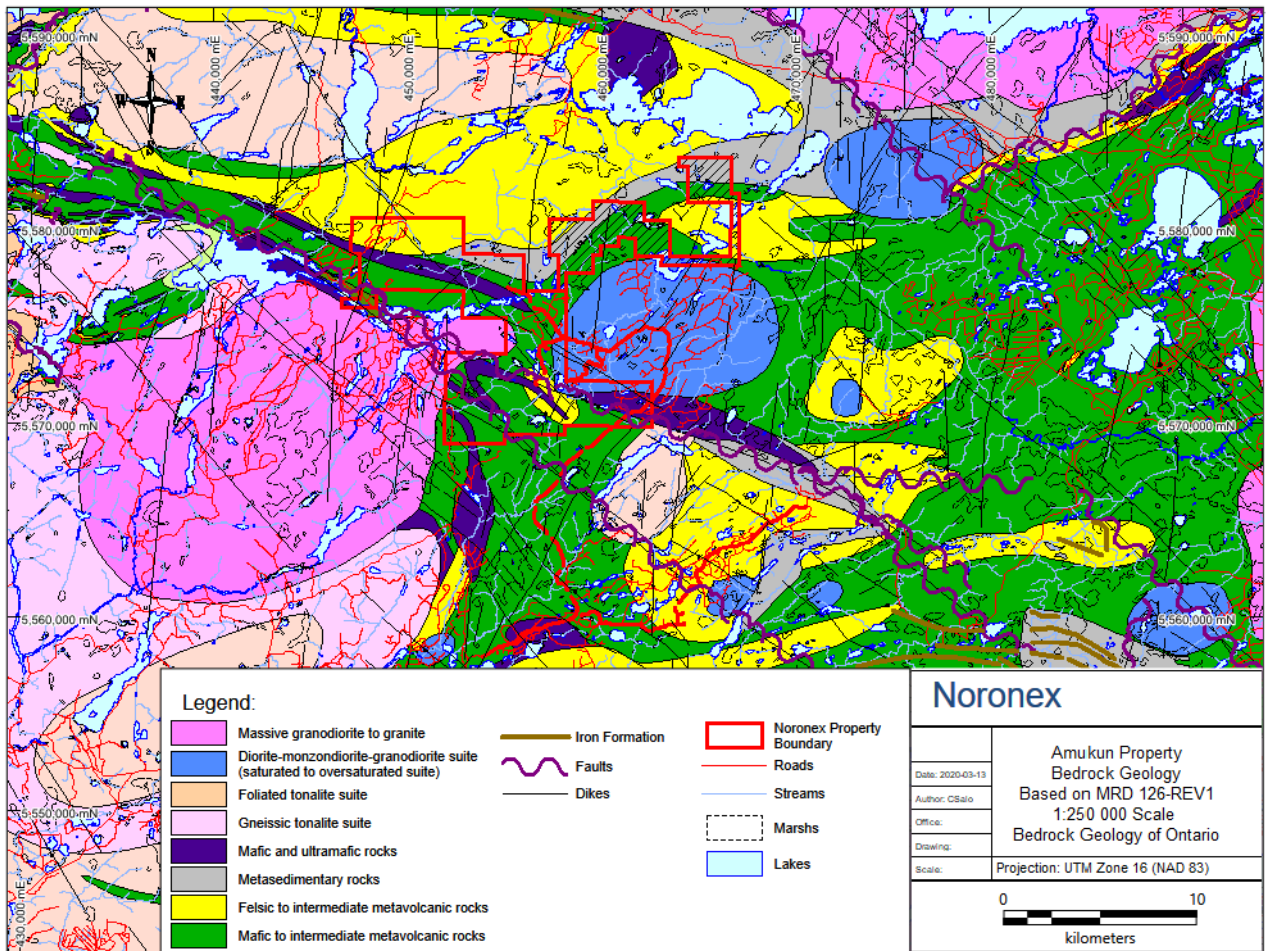 5,590,000 mN
440,000 mE
450,000 mE
460,000 mE
470,000 mE
480,000 mE
5,590,000 mN
N
W
E
S
5,580,000 mN
5,580,000 mN
5,570,000 mN
5,570,000 mN
5,560,000 mN
5,560,000 mN
5,550,000 mN
430,000 mE
Legend:
Massive granodiorite to granite
Diorite-monzondiorite-granodiorite suite
(saturated to oversaturated suite)
Foliated tonalite suite
Gneissic tonalite suite
Mafic and ultramafic rocks
Metasedimentary rocks
Felsic to intermediate metavolcanic rocks
Mafic to intermediate metavolcanic rocks
Iron Formation
Faults
Dikes
Noronex Property
Boundary
Roads
Streams
Marshs
Lakes
Noronex
Date: 2020-03-13
Author: CSalo
Office:
Drawing:
Scale:
Amukun Property
Bedrock Geology
Based on MRD 126-REV1
1:250 000 Scale
Bedrock Geology of Ontario
Projection: UTM Zone 16 (NAD 83)
0 10
kilometers